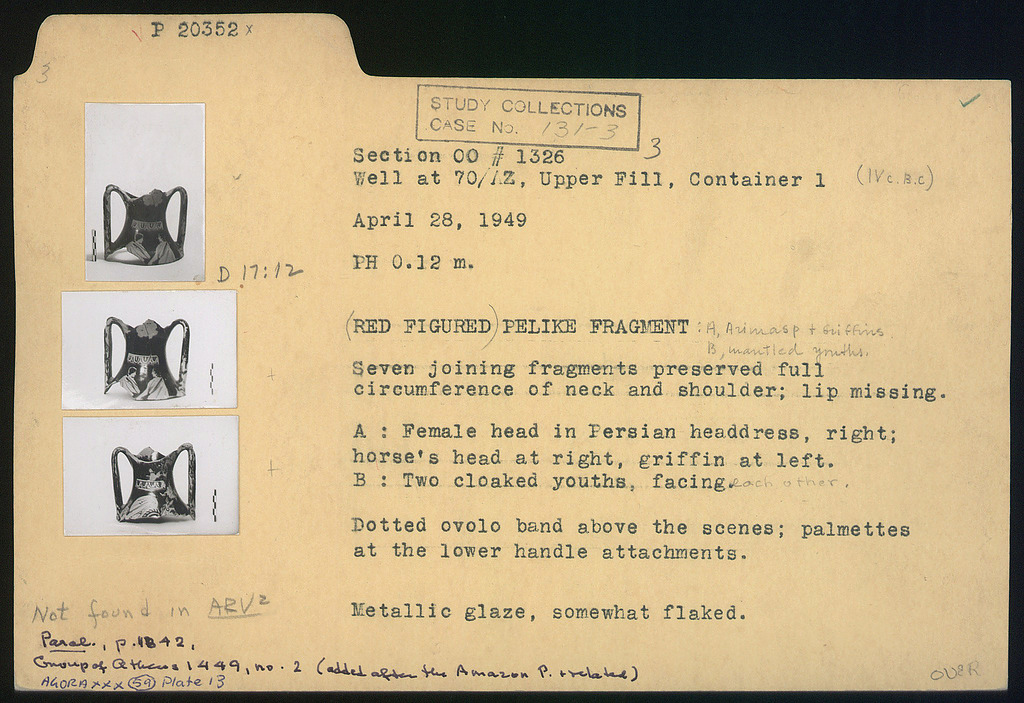 P 20352 x
3
STUDY COLLECTIONS
CASE No. 131-3
3
Section OO # 1326
Well at 70/ΛΖ, Upper Fill, Container 1 (IV c. B.C)
April 28, 1949
D 17:12
PH 0.12 m.
(RED FIGURED) PELIKE FRAGMENT : A, Arimasp + Griffins.
B, mantled youths.
Seven joining fragments preserved full
circumference of neck and shoulder; lip missing.
A : Female head in Persian headdress, right;
horse's head at right, griffin at left.
B : Two cloaked youths, facing each other.
Dotted ovolo band above the scenes; palmettes
at the lower handle attachments.
Metallic glaze, somewhat flaked.
Not found in ARV²
Paral., p. 1842,
Group of Athens 1449, no. 2 (added after the Amazon P. + related)
AGORA XXX 59 Plate 13
OVER